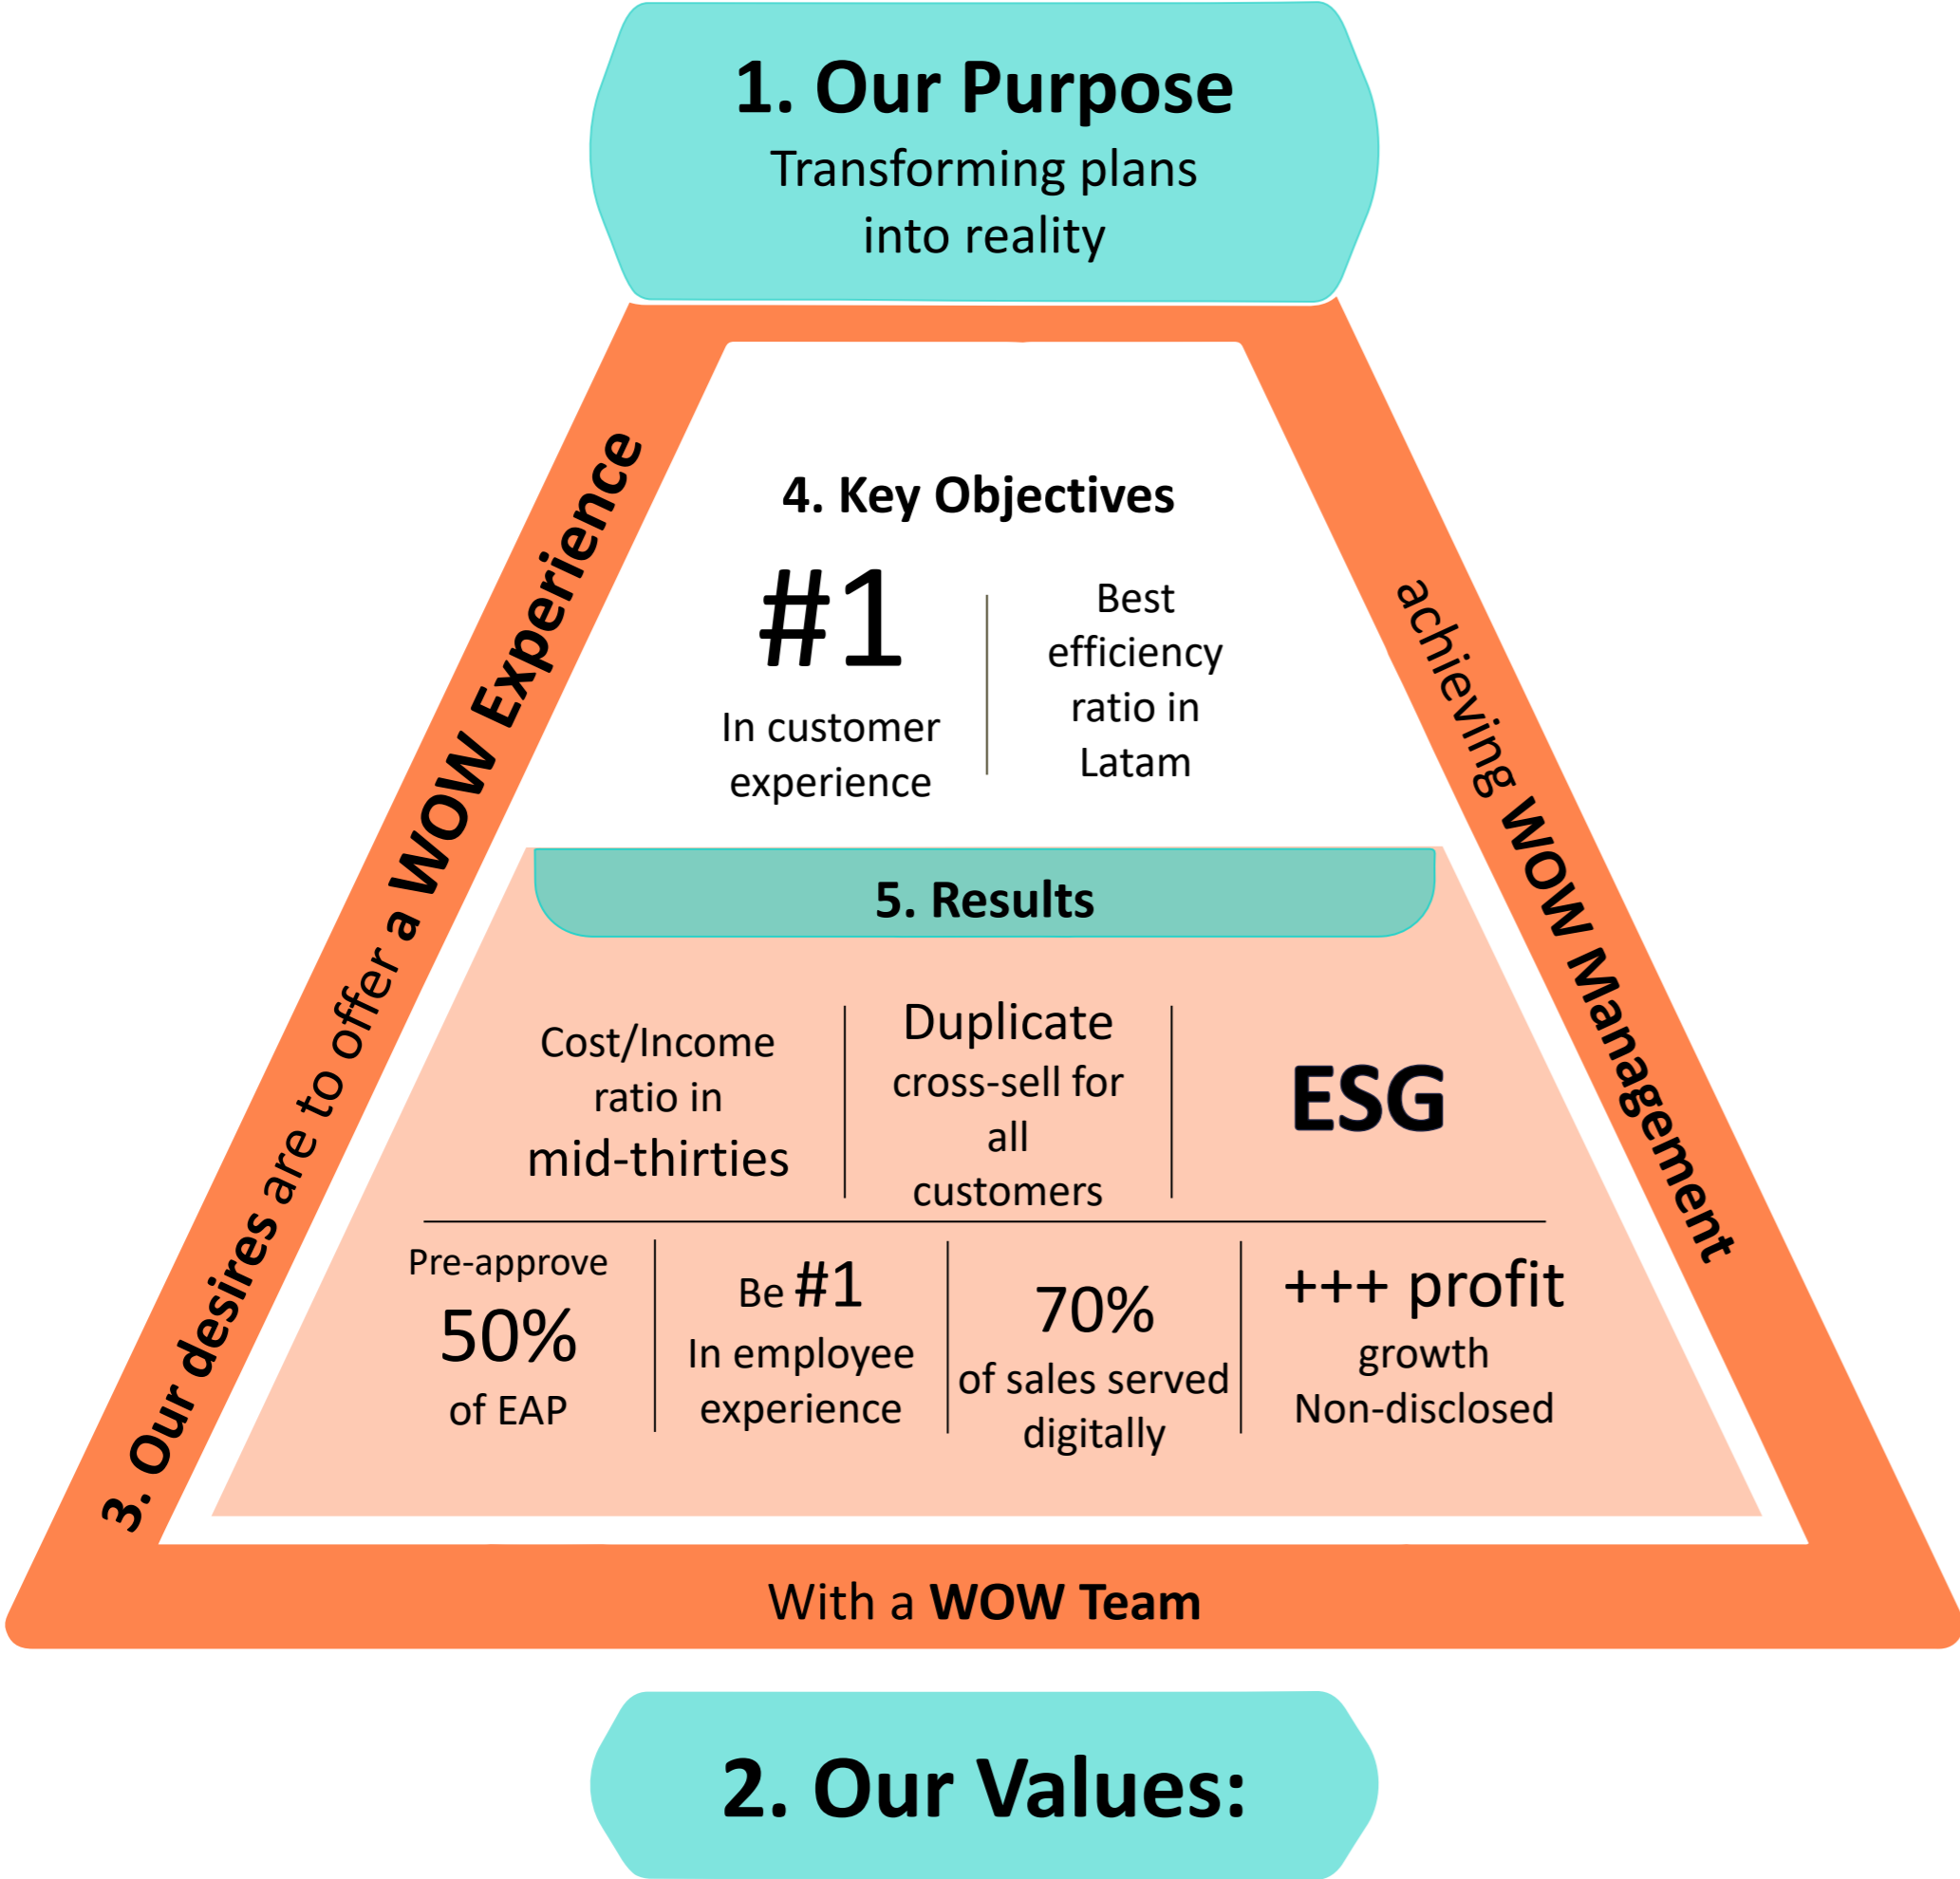 1. Our Purpose
Transforming plans
into reality
3. Our desires are to offer a WOW Experience
achieving WOW Management
4. Key Objectives
#1
In customer
experience
Best
efficiency
ratio in
Latam
5. Results
Cost/Income
ratio in
mid-thirties
Duplicate
cross-sell for
all
customers
ESG
Pre-approve
50%
of EAP
Be #1
In employee
experience
70%
of sales served
digitally
+++ profit
growth
Non-disclosed
With a WOW Team
2. Our Values: